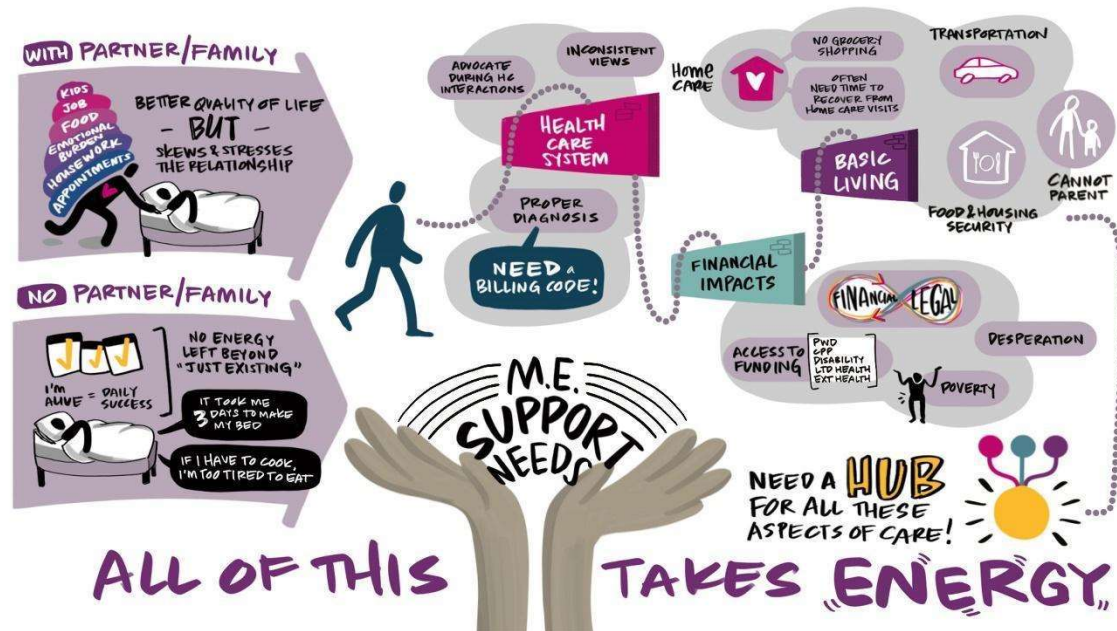 WITH PARTNER/FAMILY
KIDS
JOB
FOOD
EMOTIONAL
BURDEN
HOUSEWORK
APPOINTMENTS
BETTER QUALITY OF LIFE
- BUT -
SKEWS & STRESSES
THE RELATIONSHIP
NO PARTNER/FAMILY
I'M
ALIVE = DAILY
SUCCESS
NO ENERGY
LEFT BEYOND
"JUST EXISTING"
IT TOOK ME
3 DAYS TO MAKE
MY BED
IF I HAVE TO COOK,
I'M TOO TIRED TO EAT
ADVOCATE
DURING HC
INTERACTIONS
INCONSISTENT
VIEWS
HEALTH
CARE
SYSTEM
PROPER
DIAGNOSIS
NEED a
BILLING CODE!
FINANCIAL
IMPACTS
FINANCIAL LEGAL
ACCESS TO
FUNDING
PWD
CPP
DISABILITY
LTD HEALTH
EXT HEALTH
POVERTY
DESPERATION
BASIC
LIVING
HOME
CARE
NO GROCERY
SHOPPING
OFTEN
NEED TIME TO
RECOVER FROM
HOME CARE VISITS
TRANSPORTATION
FOOD & HOUSING
SECURITY
CANNOT
PARENT
NEED A HUB
FOR ALL THESE
ASPECTS OF CARE!
M.E.
SUPPORT
NEEDS
ALL OF THIS TAKES ENERGY